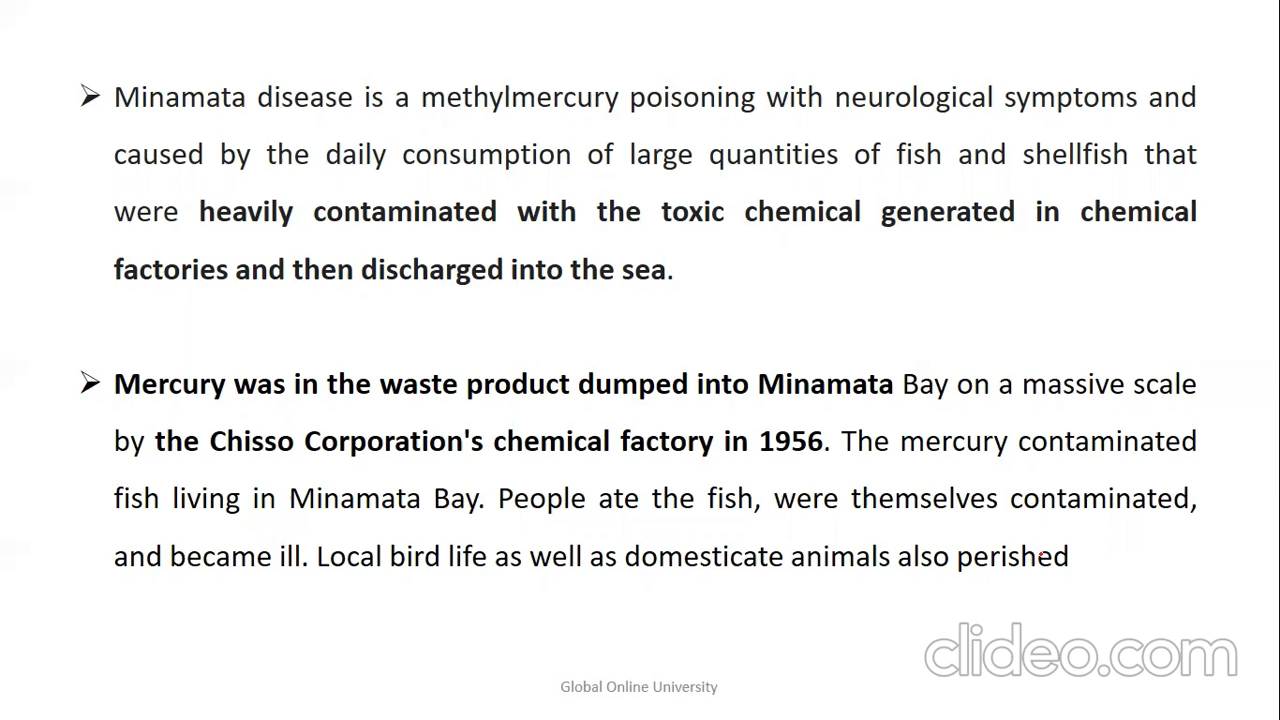 ➢ Minamata disease is a methylmercury poisoning with neurological symptoms and
caused by the daily consumption of large quantities of fish and shellfish that
were heavily contaminated with the toxic chemical generated in chemical
factories and then discharged into the sea.
➢ Mercury was in the waste product dumped into Minamata Bay on a massive scale
by the Chisso Corporation's chemical factory in 1956. The mercury contaminated
fish living in Minamata Bay. People ate the fish, were themselves contaminated,
and became ill. Local bird life as well as domesticate animals also perished
clideo.com
Global Online University